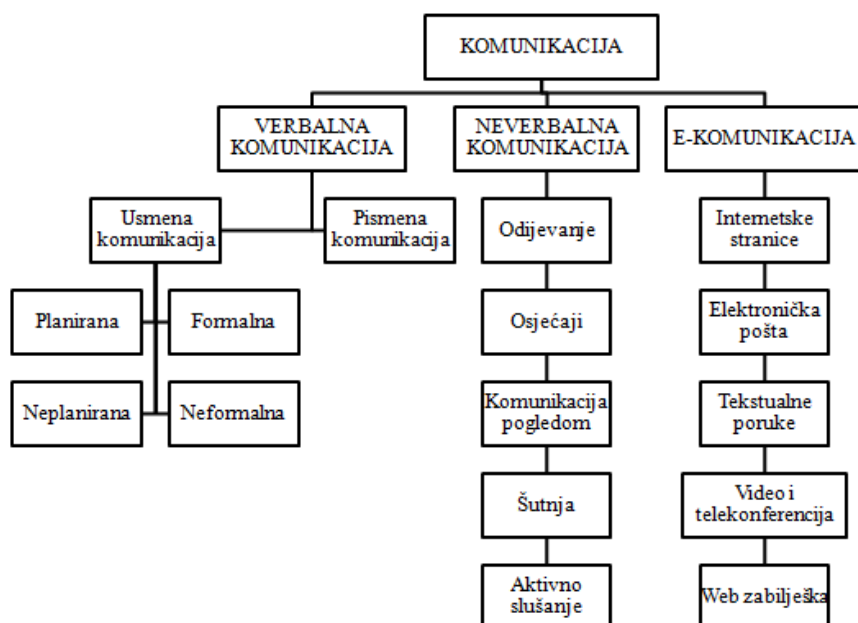 KOMUNIKACIJA
VERBALNA
KOMUNIKACIJA
NEVERBALNA
KOMUNIKACIJA
E-KOMUNIKACIJA
Usmena
komunikacija
Pismena
komunikacija
Planirana
Formalna
Neplanirana
Neformalna
Odijevanje
Osjećaji
Komunikacija
pogledom
Šutnja
Aktivno
slušanje
Internetske
stranice
Elektronička
pošta
Tekstualne
poruke
Video i
telekonferencija
Web zabilješka